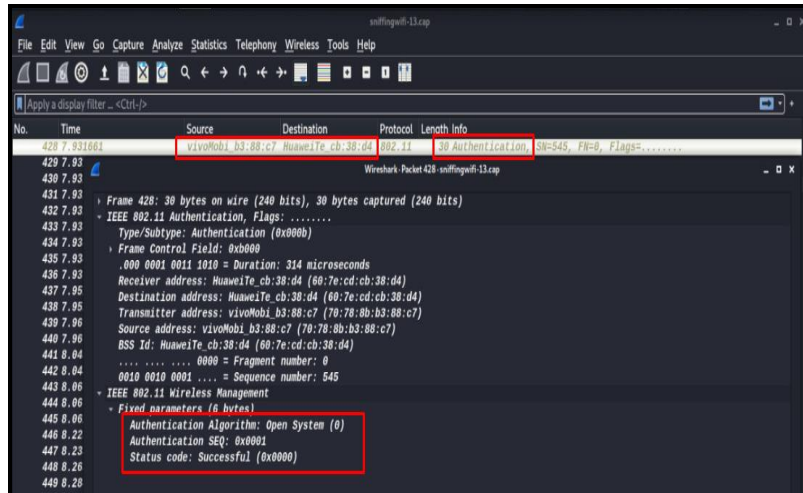 sniffingwifi-13.cap
File Edit View Go Capture Analyze Statistics Telephony Wireless Tools Help
Apply a display filter ... <Ctrl-/>
No. Time Source Destination Protocol Length Info
428 7.931661 vivoMobi_b3:88:c7 HuaweiTe_cb:38:d4 802.11 30 Authentication, SN=545, FN=0, Flags=........
429 7.93
Wireshark · Packet 428 · sniffingwifi-13.cap
430 7.93
431 7.93
Frame 428: 30 bytes on wire (240 bits), 30 bytes captured (240 bits)
432 7.93
IEEE 802.11 Authentication, Flags: ........
433 7.93
Type/Subtype: Authentication (0x000b)
434 7.93
Frame Control Field: 0xb000
435 7.93
.000 0001 0011 1010 = Duration: 314 microseconds
436 7.93
Receiver address: HuaweiTe_cb:38:d4 (60:7e:cd:cb:38:d4)
437 7.95
Destination address: HuaweiTe_cb:38:d4 (60:7e:cd:cb:38:d4)
438 7.95
Transmitter address: vivoMobi_b3:88:c7 (70:78:8b:b3:88:c7)
439 7.96
Source address: vivoMobi_b3:88:c7 (70:78:8b:b3:88:c7)
440 7.96
BSS Id: HuaweiTe_cb:38:d4 (60:7e:cd:cb:38:d4)
441 8.04
.... .... .... 0000 = Fragment number: 0
442 8.04
0010 0010 0001 .... = Sequence number: 545
443 8.06
IEEE 802.11 Wireless Management
444 8.06
Fixed parameters (6 bytes)
445 8.06
Authentication Algorithm: Open System (0)
446 8.22
Authentication SEQ: 0x0001
447 8.23
Status code: Successful (0x0000)
448 8.26
449 8.28